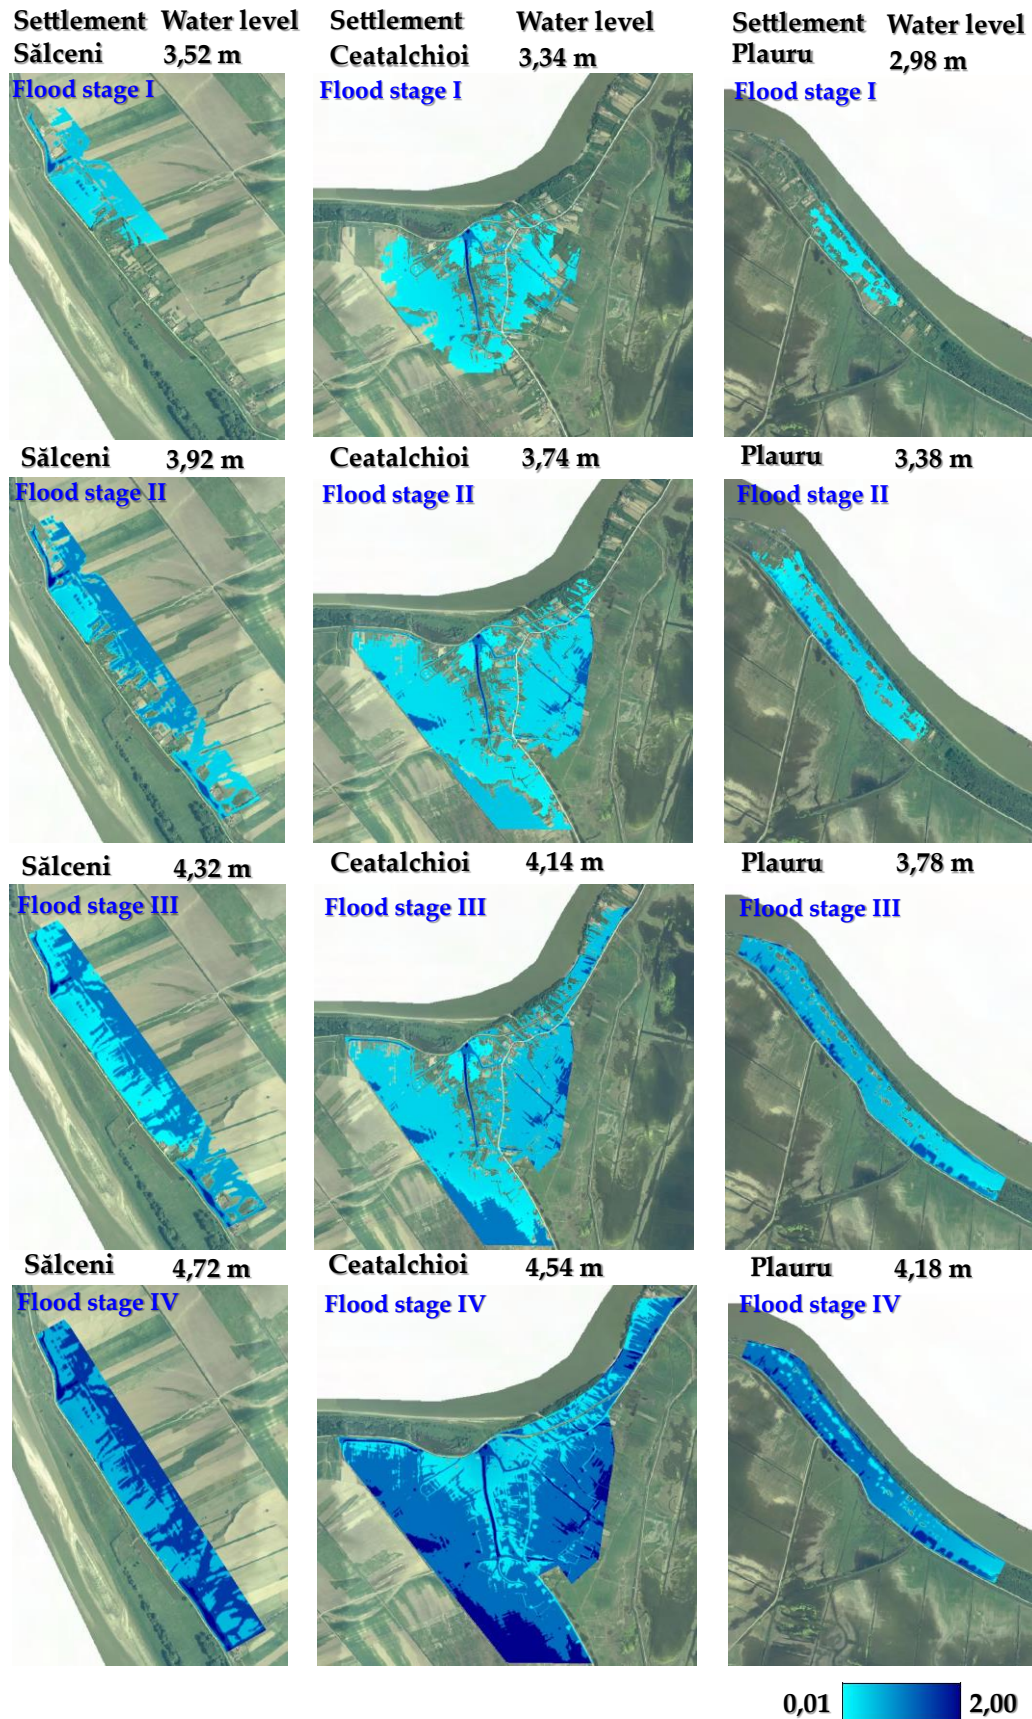 Settlement Water level
Sălceni 3,52 m
Flood stage I
Settlement Water level
Ceatalchioi 3,34 m
Flood stage I
Settlement Water level
Plauru 2,98 m
Flood stage I
Sălceni 3,92 m
Flood stage II
Ceatalchioi 3,74 m
Flood stage II
Plauru 3,38 m
Flood stage II
Sălceni 4,32 m
Flood stage III
Ceatalchioi 4,14 m
Flood stage III
Plauru 3,78 m
Flood stage III
Sălceni 4,72 m
Flood stage IV
Ceatalchioi 4,54 m
Flood stage IV
Plauru 4,18 m
Flood stage IV
0,01 2,00